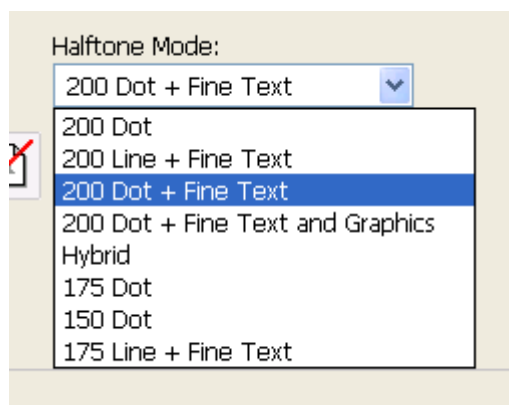 Halftone Mode:
200 Dot + Fine Text
200 Dot
200 Line + Fine Text
200 Dot + Fine Text
200 Dot + Fine Text and Graphics
Hybrid
175 Dot
150 Dot
175 Line + Fine Text